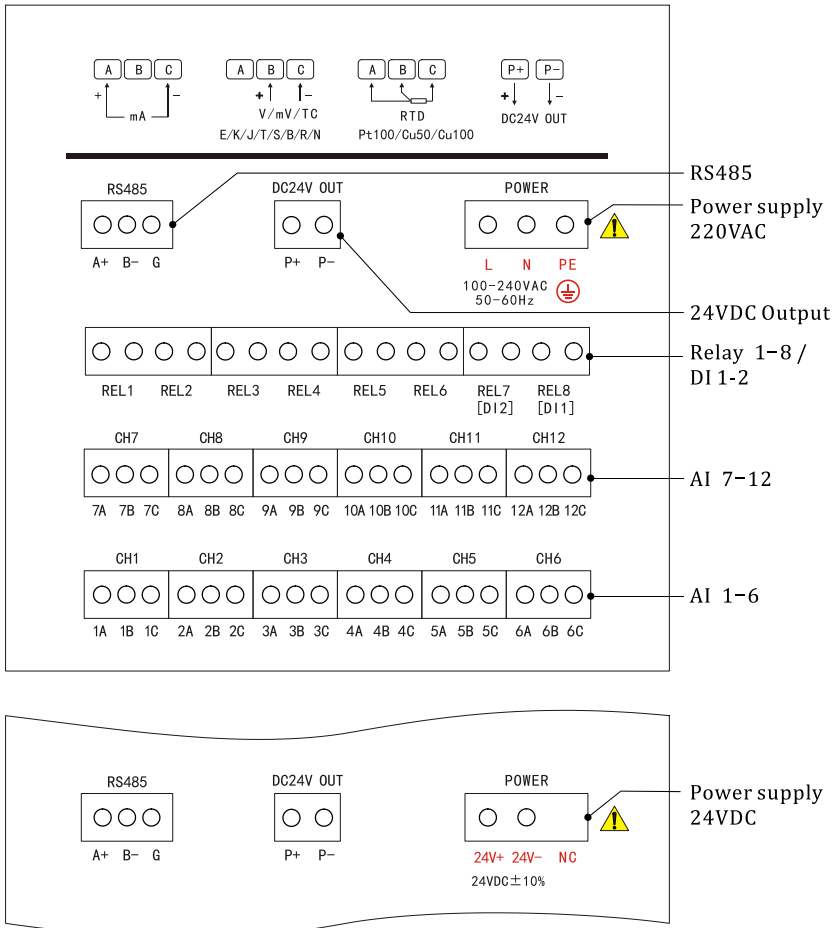 A B C A B C A B C P+ P-
+ - + - + -
mA V/mV/TC RTD DC24V OUT
E/K/J/T/S/B/R/N Pt100/Cu50/Cu100
RS485
RS485 DC24V OUT POWER
Power supply
220VAC
A+ B- G P+ P- L N PE
100-240VAC
50-60Hz
24VDC Output
Relay 1-8 /
DI 1-2
REL1 REL2 REL3 REL4 REL5 REL6 REL7 REL8
[DI2] [DI1]
CH7 CH8 CH9 CH10 CH11 CH12
AI 7-12
7A 7B 7C 8A 8B 8C 9A 9B 9C 10A 10B 10C 11A 11B 11C 12A 12B 12C
CH1 CH2 CH3 CH4 CH5 CH6
AI 1-6
1A 1B 1C 2A 2B 2C 3A 3B 3C 4A 4B 4C 5A 5B 5C 6A 6B 6C
RS485 DC24V OUT POWER
Power supply
24VDC
A+ B- G P+ P- 24V+ 24V- NC
24VDC±10%